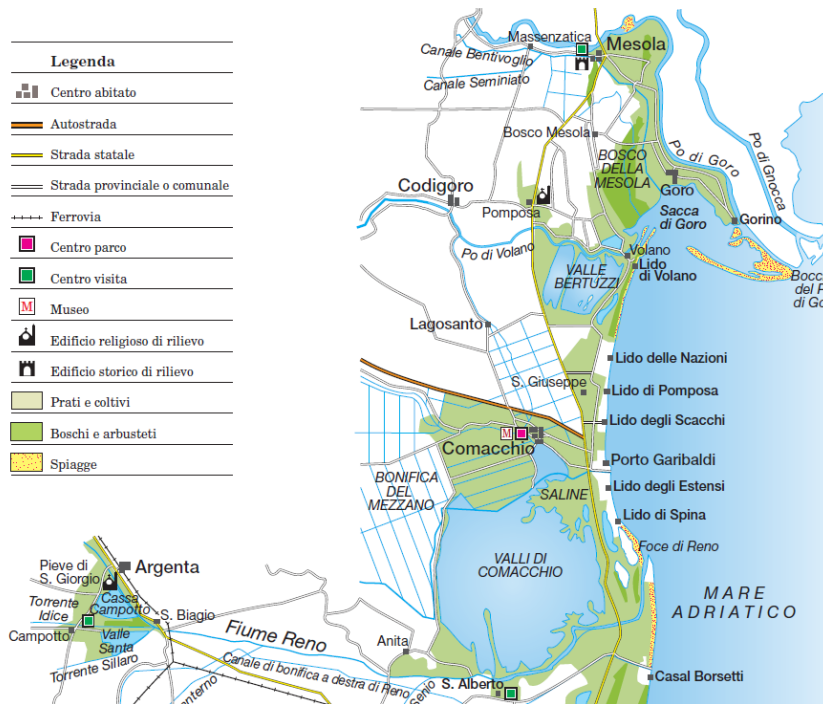 Legenda
Centro abitato
Autostrada
Strada statale
Strada provinciale o comunale
Ferrovia
Centro parco
Centro visita
M
Museo
Edificio religioso di rilievo
Edificio storico di rilievo
Prati e coltivi
Boschi e arbusteti
Spiagge
Massenzatica
Mesola
Canale Bentivoglio
Canale Seminiato
Bosco Mesola
BOSCO
DELLA
MESOLA
Po di Goro
Po di Gnocca
Codigoro
Goro
Pomposa
Sacca
di Goro
Gorino
Po di Volano
Volano
Lido
di Volano
VALLE
BERTUZZI
Bocc
del P
di Go
Lagosanto
Lido delle Nazioni
S. Giuseppe
Lido di Pomposa
Lido degli Scacchi
M
Comacchio
Porto Garibaldi
BONIFICA
DEL
MEZZANO
SALINE
Lido degli Estensi
Lido di Spina
Foce di Reno
VALLI DI
COMACCHIO
MARE
ADRIATICO
Pieve di
S. Giorgio
Argenta
Cassa
Campotto
Torrente
Idice
S. Biagio
Campotto
Valle
Santa
Torrente Sillaro
Fiume Reno
Anita
Canale di bonifica a destra di Reno
Senio
S. Alberto
Casal Borsetti